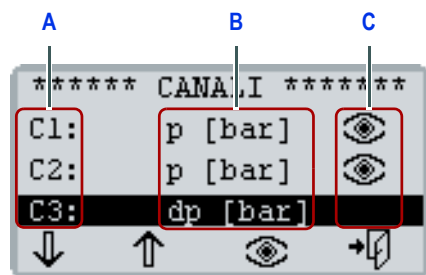 A B C
****** CANALI *******
C1: p [bar]
C2: p [bar]
C3: dp [bar]